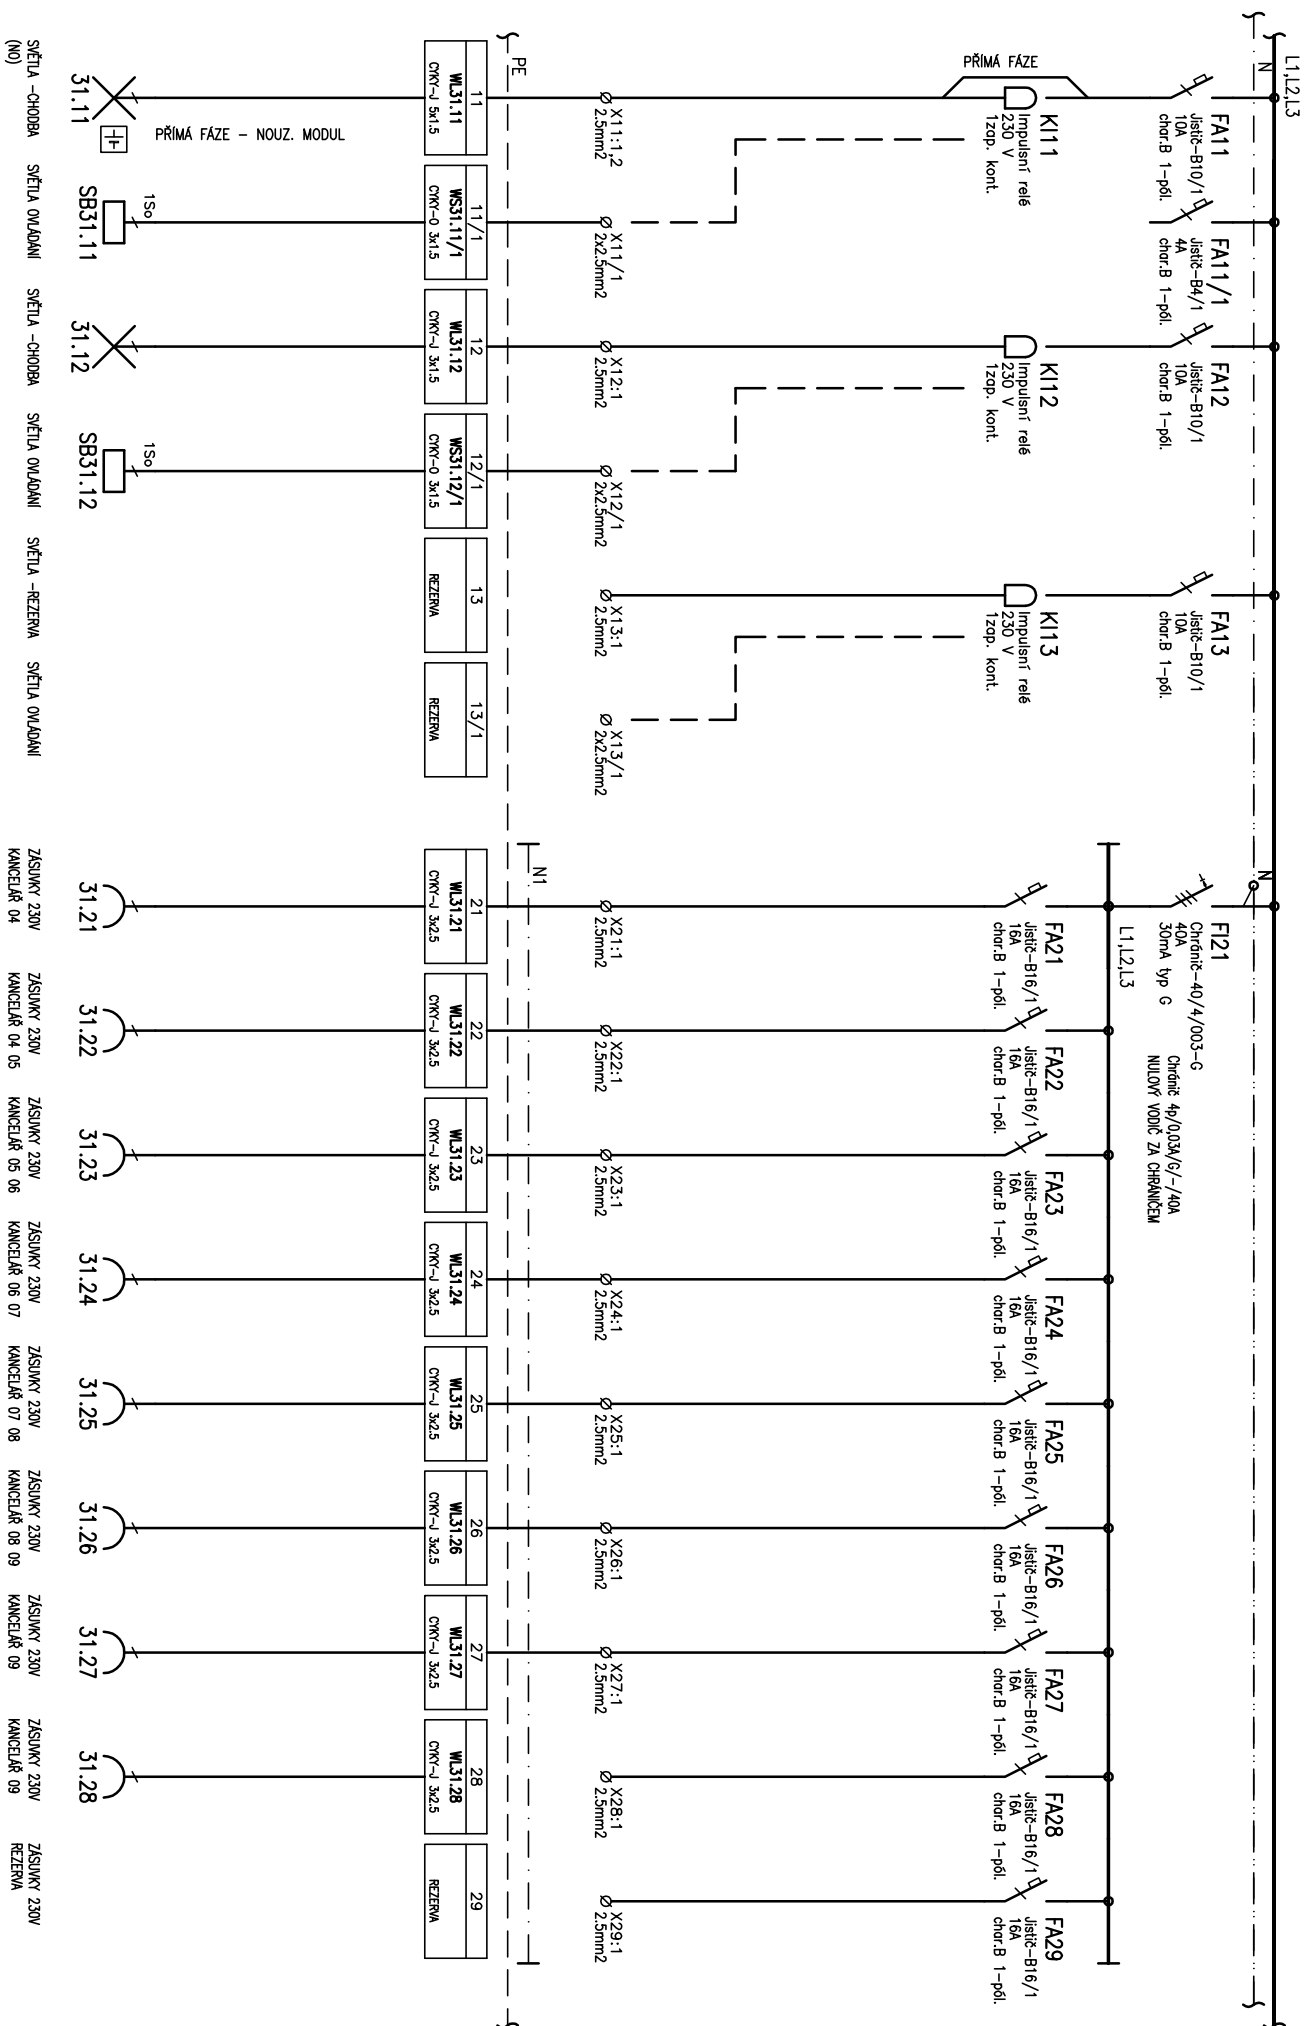 L1,L2,L3
N
FA11
Jistič-B10/1
10A
char.B 1-pól.
FA11/1
Jistič-B4/1
4A
char.B 1-pól.
FA12
Jistič-B10/1
10A
char.B 1-pól.
FA13
Jistič-B10/1
10A
char.B 1-pól.
N
FI21
Chránič-40/4/003-G
40A
30mA typ G
Chránič 4p/0,03A/G/-/40A
NULOVÝ VODIČ ZA CHRÁNIČEM
L1,L2,L3
PŘÍMÁ FÁZE
KI11
Impulsní relé
230 V
1zap. kont.
KI12
Impulsní relé
230 V
1zap. kont.
KI13
Impulsní relé
230 V
1zap. kont.
FA21
Jistič-B16/1
16A
char.B 1-pól.
FA22
Jistič-B16/1
16A
char.B 1-pól.
FA23
Jistič-B16/1
16A
char.B 1-pól.
FA24
Jistič-B16/1
16A
char.B 1-pól.
FA25
Jistič-B16/1
16A
char.B 1-pól.
FA26
Jistič-B16/1
16A
char.B 1-pól.
FA27
Jistič-B16/1
16A
char.B 1-pól.
FA28
Jistič-B16/1
16A
char.B 1-pól.
FA29
Jistič-B16/1
16A
char.B 1-pól.
X11:1,2
2.5mm2
X11/1
2x2.5mm2
X12:1
2.5mm2
X12/1
2x2.5mm2
X13:1
2.5mm2
X13/1
2x2.5mm2
X21:1
2.5mm2
X22:1
2.5mm2
X23:1
2.5mm2
X24:1
2.5mm2
X25:1
2.5mm2
X26:1
2.5mm2
X27:1
2.5mm2
X28:1
2.5mm2
X29:1
2.5mm2
PE
N1
11
WL31.11
CYKY-J 5x1.5
11/1
WS31.11/1
CYKY-O 3x1.5
12
WL31.12
CYKY-J 3x1.5
12/1
WS31.12/1
CYKY-O 3x1.5
13
REZERVA
13/1
REZERVA
21
WL31.21
CYKY-J 3x2.5
22
WL31.22
CYKY-J 3x2.5
23
WL31.23
CYKY-J 3x2.5
24
WL31.24
CYKY-J 3x2.5
25
WL31.25
CYKY-J 3x2.5
26
WL31.26
CYKY-J 3x2.5
27
WL31.27
CYKY-J 3x2.5
28
WL31.28
CYKY-J 3x2.5
29
REZERVA
PŘÍMÁ FÁZE - NOUZ. MODUL
31.11
1So
SB31.11
31.12
1So
SB31.12
31.21
31.22
31.23
31.24
31.25
31.26
31.27
31.28
SVĚTLA -CHODBA
(NO)
SVĚTLA OVLÁDÁNÍ
SVĚTLA -CHODBA
SVĚTLA OVLÁDÁNÍ
SVĚTLA -REZERVA
SVĚTLA OVLÁDÁNÍ
ZÁSUVKY 230V
KANCELÁŘ 04
ZÁSUVKY 230V
KANCELÁŘ 04 05
ZÁSUVKY 230V
KANCELÁŘ 05 06
ZÁSUVKY 230V
KANCELÁŘ 06 07
ZÁSUVKY 230V
KANCELÁŘ 07 08
ZÁSUVKY 230V
KANCELÁŘ 08 09
ZÁSUVKY 230V
KANCELÁŘ 09
ZÁSUVKY 230V
KANCELÁŘ 09
ZÁSUVKY 230V
REZERVA